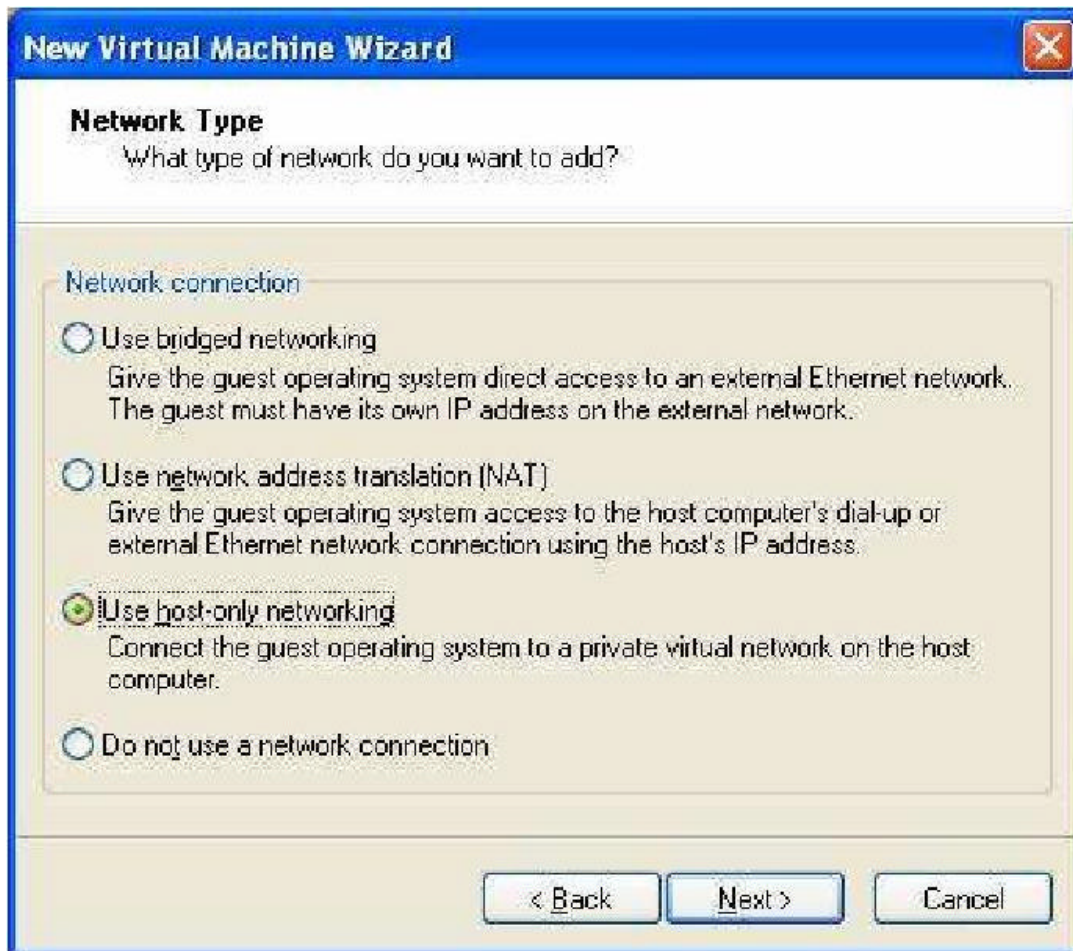 New Virtual Machine Wizard
Network Type
What type of network do you want to add?
Network connection
Use bridged networking
Give the guest operating system direct access to an external Ethernet network.
The guest must have its own IP address on the external network.
Use network address translation (NAT)
Give the guest operating system access to the host computer's dial-up or
external Ethernet network connection using the host's IP address.
Use host-only networking
Connect the guest operating system to a private virtual network on the host
computer.
Do not use a network connection
< Back Next > Cancel